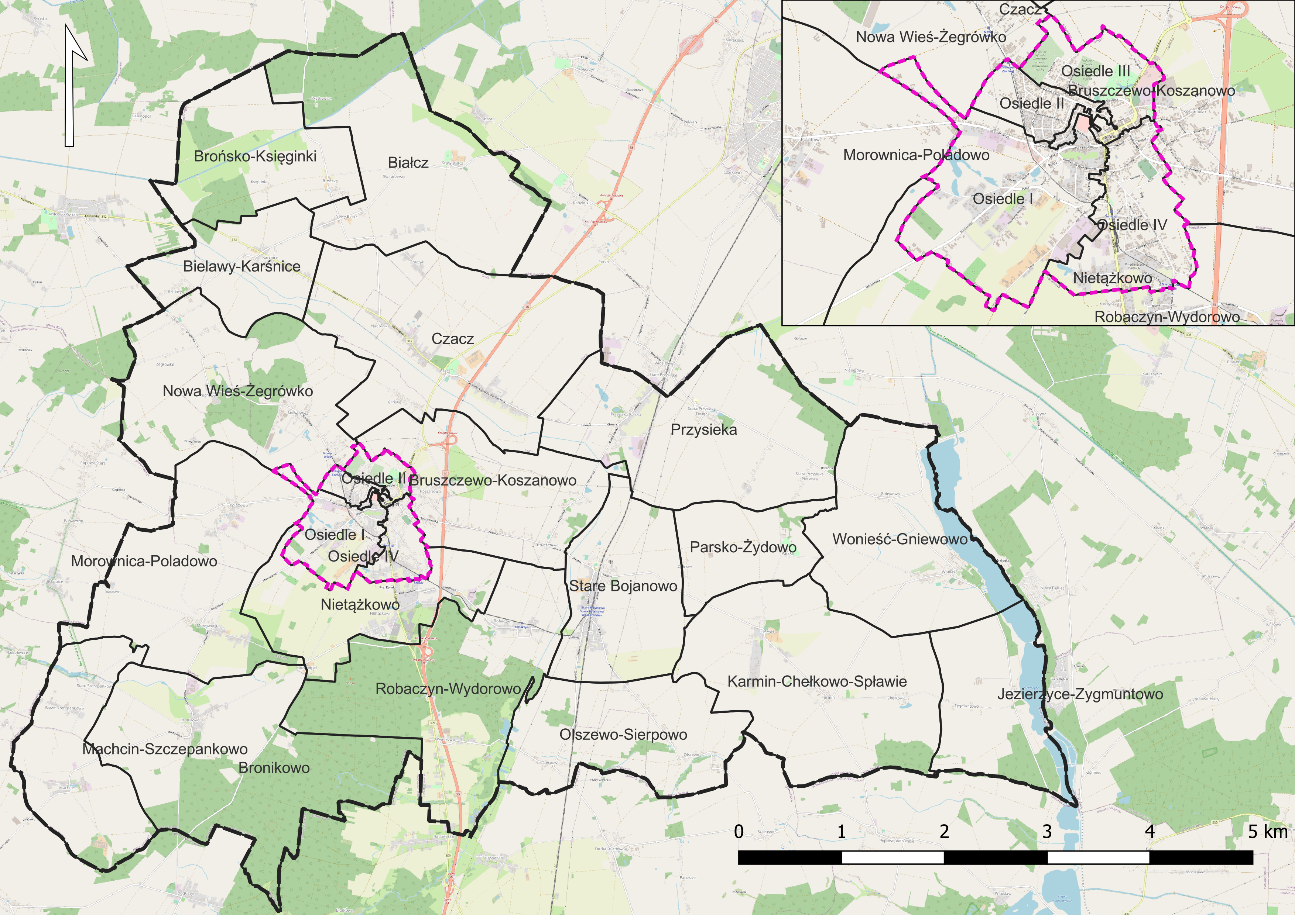 Czacz
Nowa Wieś-Żegrówko
Osiedle III
Bruszczewo-Koszanowo
Osiedle II
Morownica-Poladowo
Osiedle I
Osiedle IV
Nietążkowo
Robaczyn-Wydorowo
Brońsko-Księginki
Białcz
Bielawy-Karśnice
Czacz
Nowa Wieś-Żegrówko
Przysieka
Osiedle II
Bruszczewo-Koszanowo
Osiedle I
Wonieść-Gniewowo
Parsko-Żydowo
Osiedle IV
Morownica-Poladowo
Stare Bojanowo
Nietążkowo
Karmin-Chełkowo-Spławie
Robaczyn-Wydorowo
Jezierzyce-Zygmuntowo
Olszewo-Sierpowo
Machcin-Szczepankowo
Bronikowo
0 1 2 3 4 5 km